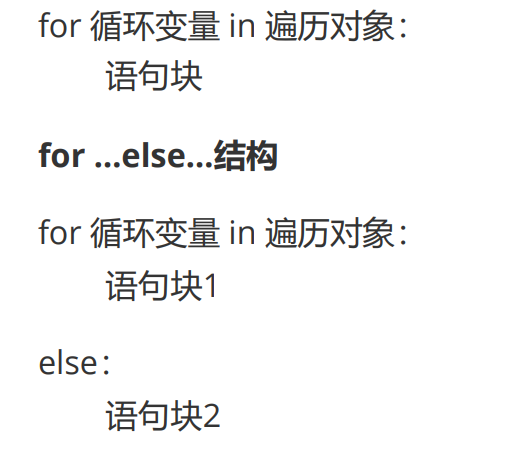 for 循环变量 in 遍历对象：
语句块
for ...else...结构
for 循环变量 in 遍历对象：
语句块1
else：
语句块2